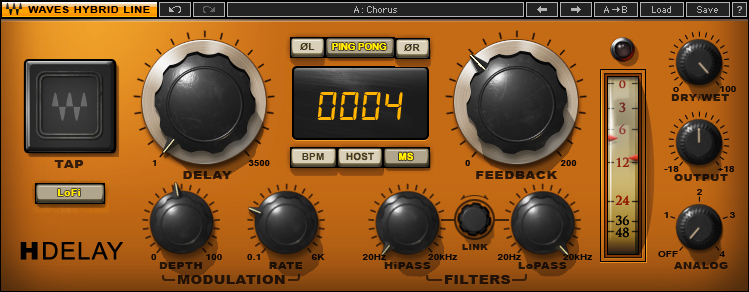 WAVES HYBRID LINE A: Chorus A→B Load Save ?
ØL PING PONG ØR
0004
BPM HOST MS
TAP
LoFi
1 3500
DELAY
0 200
FEEDBACK
0
3
6
12
24
36
48
0 100
DRY/WET
-18 +18
OUTPUT
2
1 3
OFF 4
ANALOG
H DELAY
0 100
DEPTH
0.1 6K
RATE
MODULATION
20Hz 20kHz
HiPASS
LINK
20Hz 20kHz
LoPASS
FILTERS